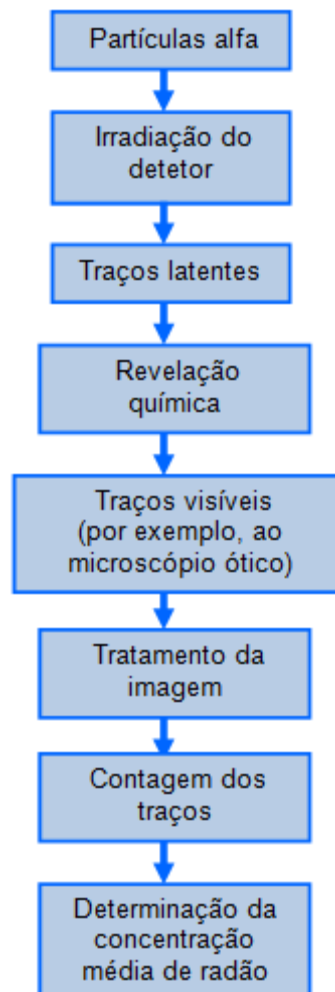 Partículas alfa
Irradiação do
detetor
Traços latentes
Revelação
química
Traços visíveis
(por exemplo, ao
microscópio ótico)
Tratamento da
imagem
Contagem dos
traços
Determinação da
concentração
média de radão